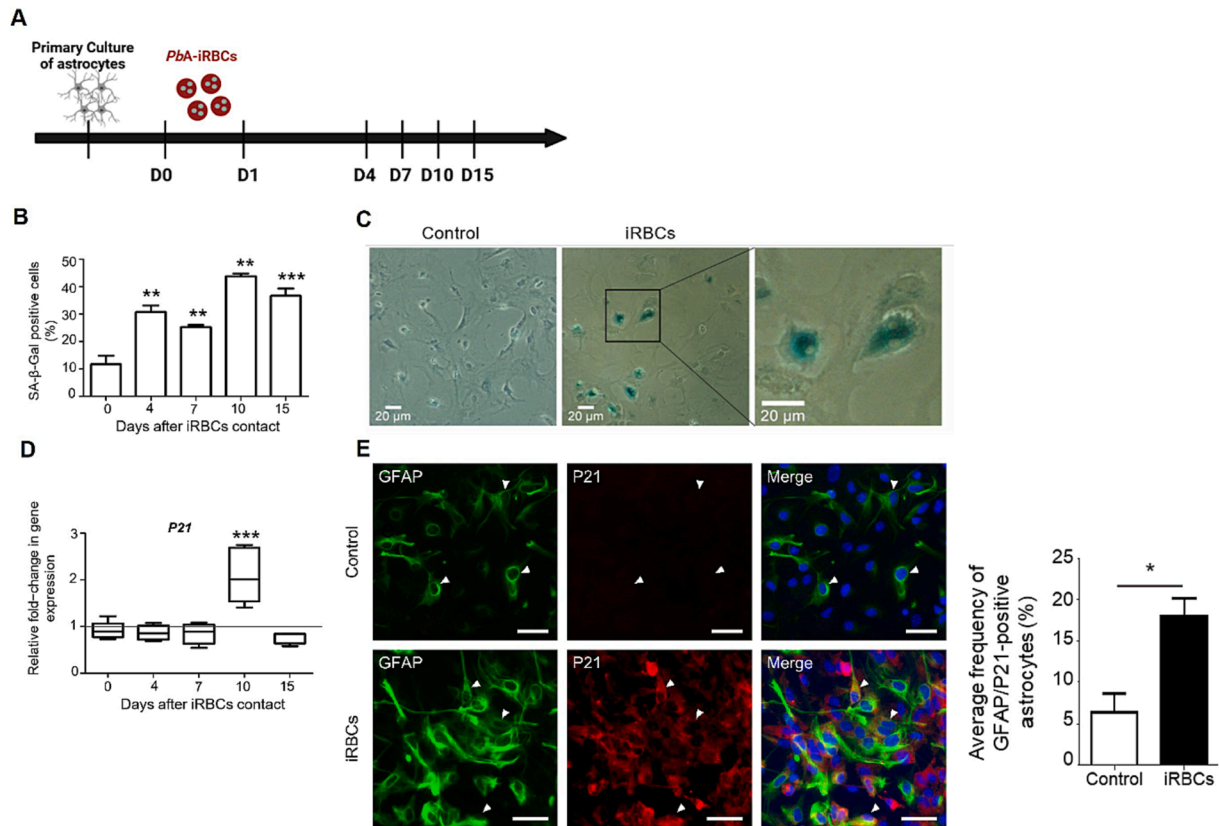 A
Primary Culture
of astrocytes
PbA-iRBCs
D0
D1
D4
D7
D10
D15
B
SA-β-Gal positive cells
(%)
50
40
30
20
10
0
**
**
**
***
0
4
7
10
15
Days after iRBCs contact
C
Control
iRBCs
20 µm
20 µm
20 µm
D
P21
Relative fold−change in gene
expression
3
2
1
0
***
0
4
7
10
15
Days after iRBCs contact
E
Control
GFAP
P21
Merge
iRBCs
GFAP
P21
Merge
Average frequency of
GFAP/P21-positive
astrocytes (%)
25
20
15
10
5
0
*
Control
iRBCs